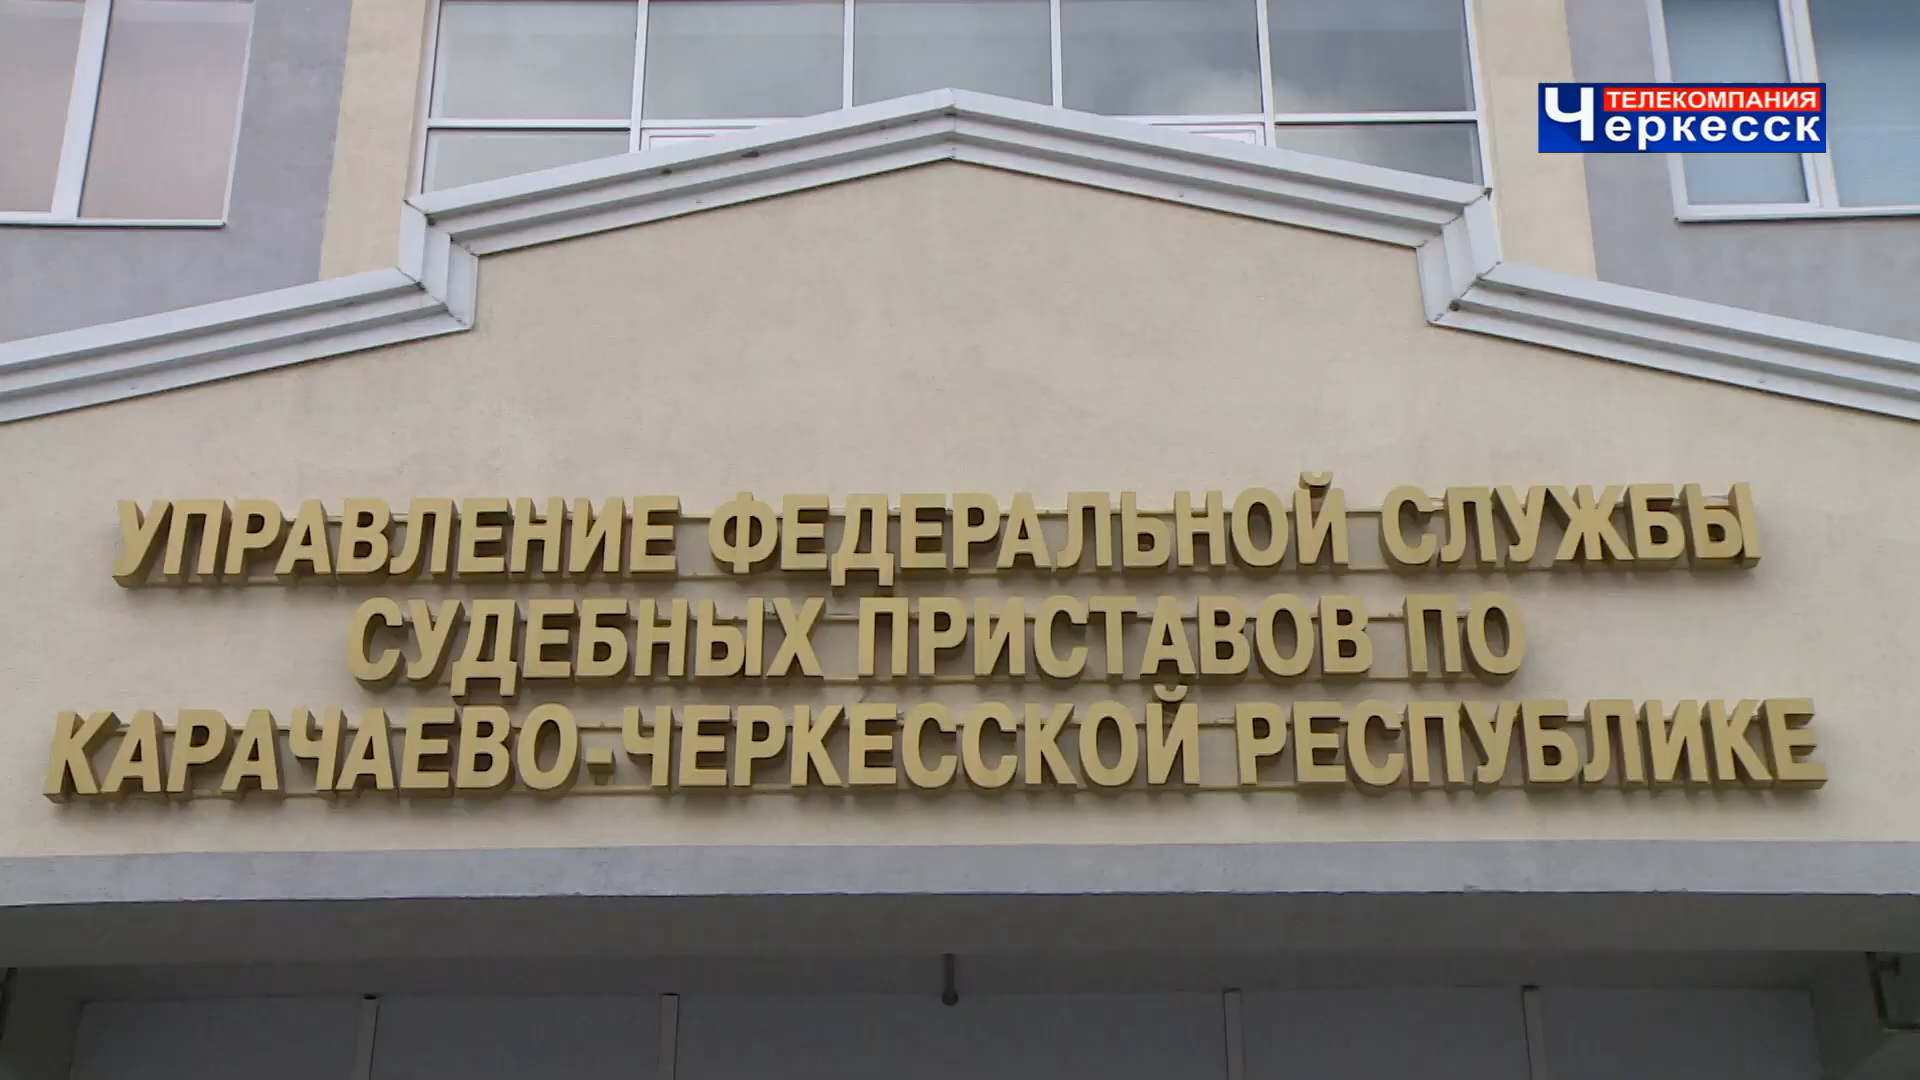 ТЕЛЕКОМПАНИЯ
Черкесск
УПРАВЛЕНИЕ ФЕДЕРАЛЬНОЙ СЛУЖБЫ
СУДЕБНЫХ ПРИСТАВОВ ПО
КАРАЧАЕВО-ЧЕРКЕССКОЙ РЕСПУБЛИКЕ